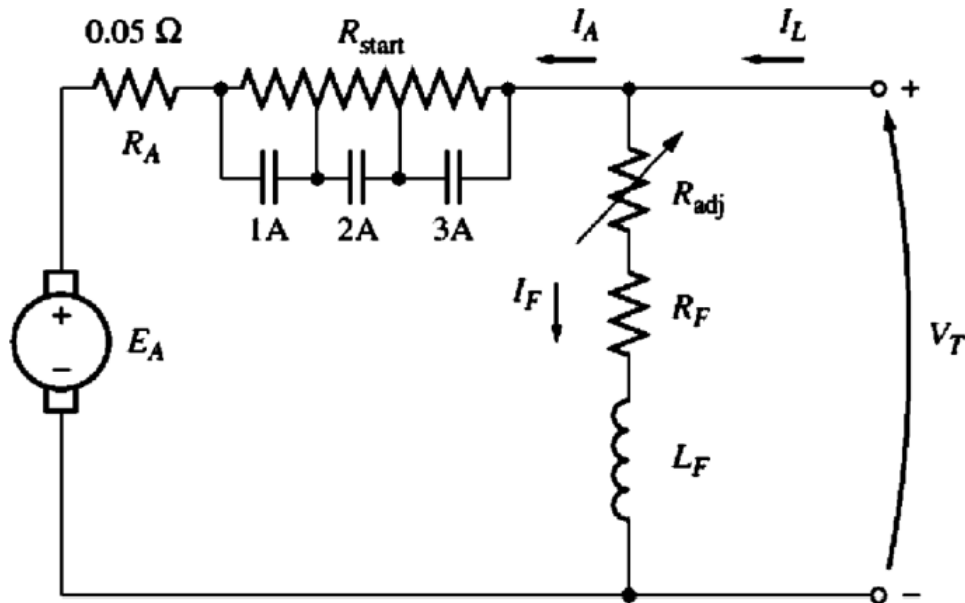 0.05 Ω
R_start
I_A
I_L
+
R_A
1A
2A
3A
R_adj
I_F
R_F
+
−
E_A
V_T
L_F
−